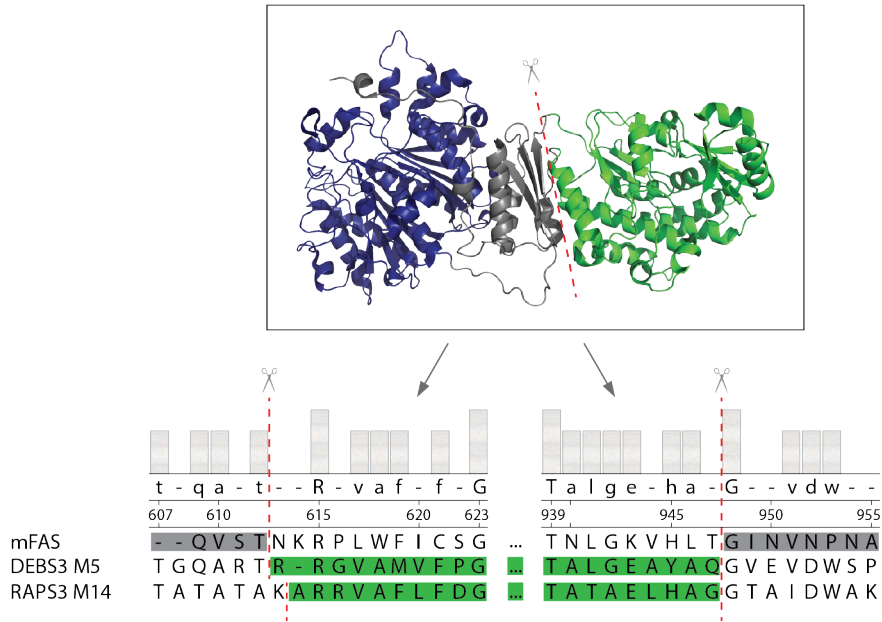 t - q a - t - - R - v a f - f - G T a l g e - h a - G - - v d w - -
607 610 615 620 623 939 945 950 955
mFAS - - Q V S T N K R P L W F I C S G ... T N L G K V H L T G I N V N P N A
DEBS3 M5 T G Q A R T R - R G V A M V F P G ... T A L G E A Y A Q G V E V D W S P
RAPS3 M14 T A T A T A K A R R V A F L F D G ... T A T A E L H A G G T A I D W A K